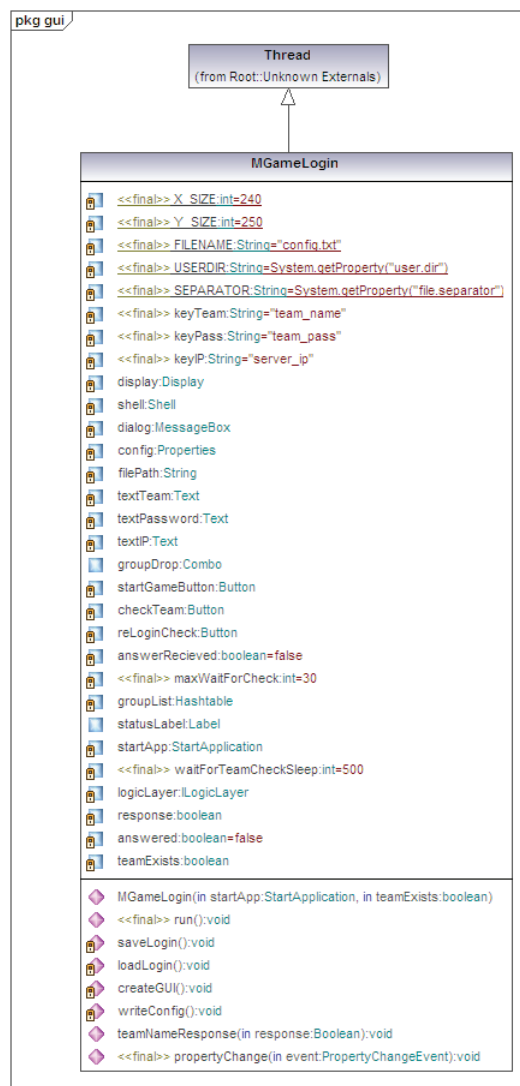 pkg gui
Thread
(from Root::Unknown Externals)
MGameLogin
<<final>> X_SIZE:int=240
<<final>> Y_SIZE:int=250
<<final>> FILENAME:String="config.txt"
<<final>> USERDIR:String=System.getProperty("user.dir")
<<final>> SEPARATOR:String=System.getProperty("file.separator")
<<final>> keyTeam:String="team_name"
<<final>> keyPass:String="team_pass"
<<final>> keyIP:String="server_ip"
display:Display
shell:Shell
dialog:MessageBox
config:Properties
filePath:String
textTeam:Text
textPassword:Text
textIP:Text
groupDrop:Combo
startGameButton:Button
checkTeam:Button
reLoginCheck:Button
answerRecieved:boolean=false
<<final>> maxWaitForCheck:int=30
groupList:Hashtable
statusLabel:Label
startApp:StartApplication
<<final>> waitForTeamCheckSleep:int=500
logicLayer:ILogicLayer
response:boolean
answered:boolean=false
teamExists:boolean
MGameLogin(in startApp:StartApplication, in teamExists:boolean)
<<final>> run():void
saveLogin():void
loadLogin():void
createGUI():void
writeConfig():void
teamNameResponse(in response:Boolean):void
<<final>> propertyChange(in event:PropertyChangeEvent):void